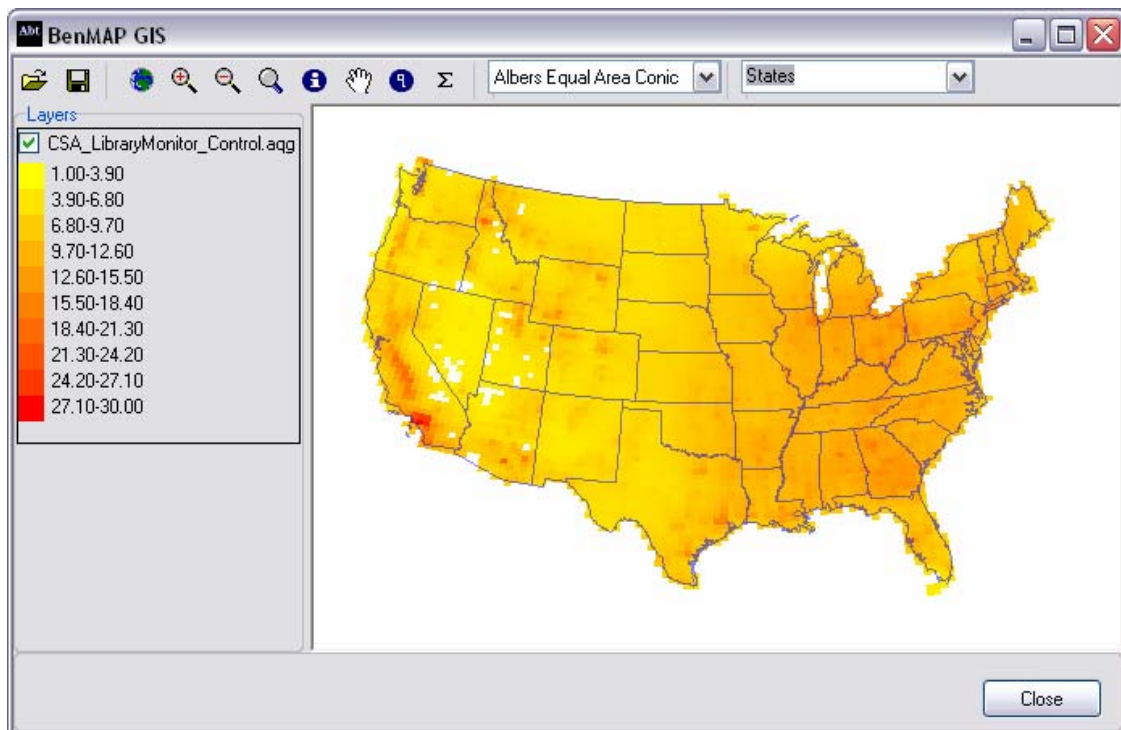 Abt BenMAP GIS
Σ Albers Equal Area Conic States
Layers
CSA_LibraryMonitor_Control.aqg
1.00-3.90
3.90-6.80
6.80-9.70
9.70-12.60
12.60-15.50
15.50-18.40
18.40-21.30
21.30-24.20
24.20-27.10
27.10-30.00
Close